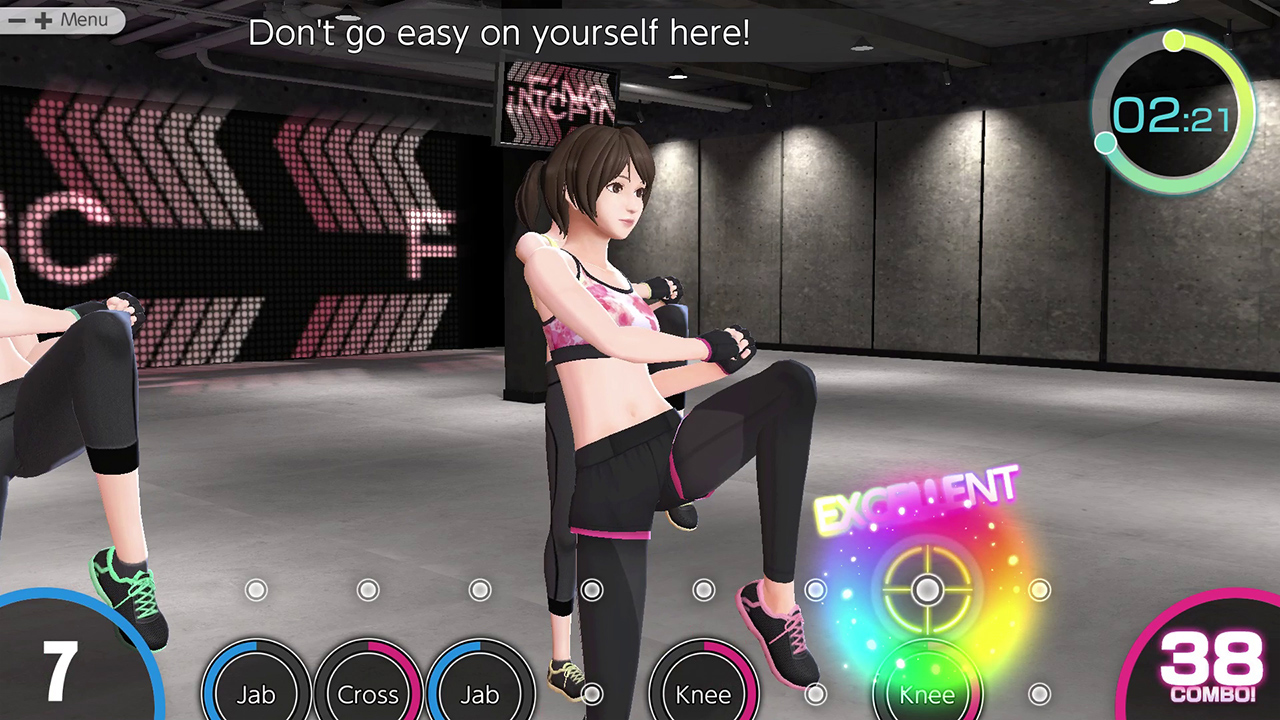 Menu
Don't go easy on yourself here!
02:21
C
F
EXCELLENT
7
Jab
Cross
Jab
Knee
Knee
38
COMBO!